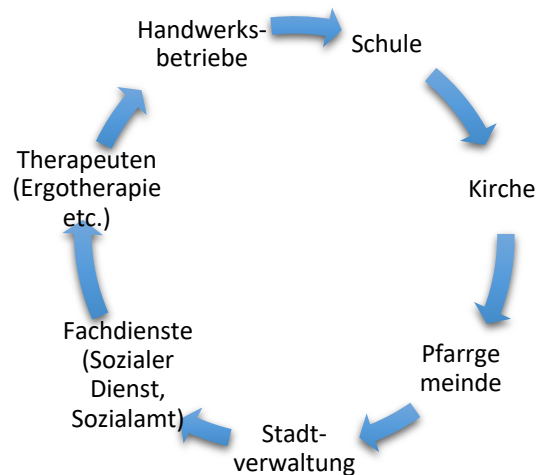 Handwerks-
betriebe
Schule
Kirche
Pfarrge
meinde
Stadt-
verwaltung
Fachdienste
(Sozialer
Dienst,
Sozialamt)
Therapeuten
(Ergotherapie
etc.)